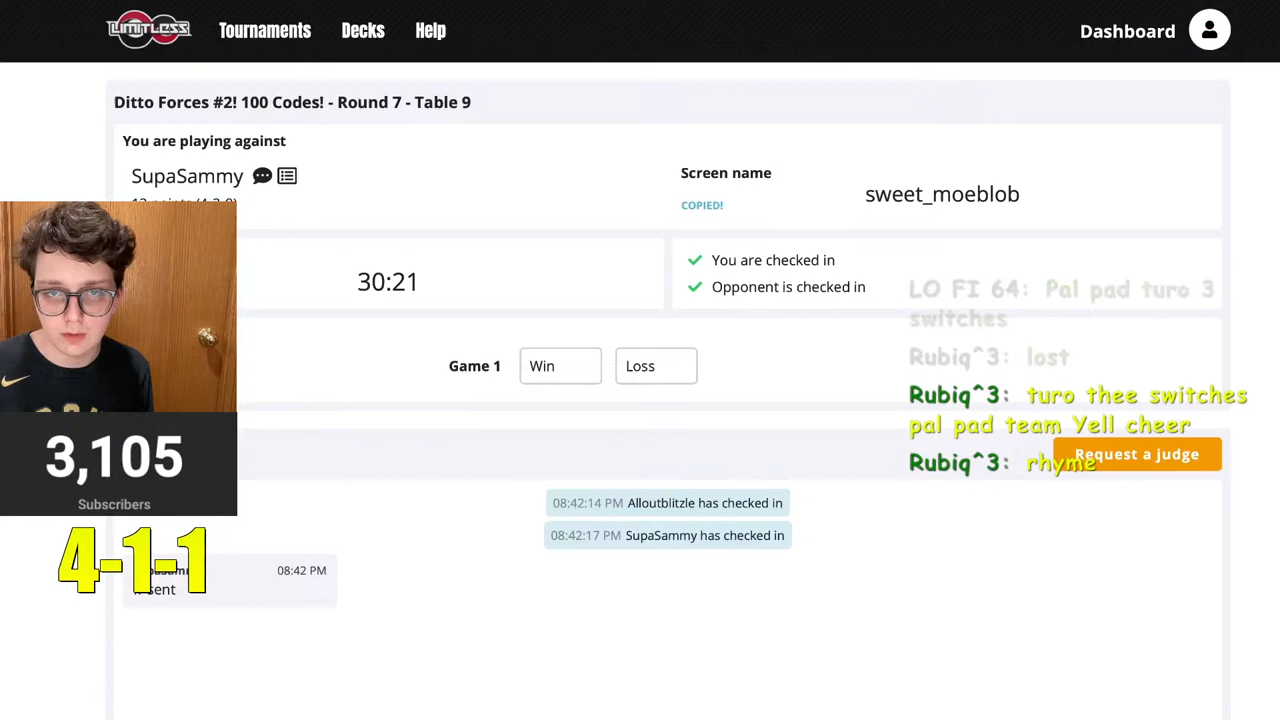 LIMITLESS
Tournaments
Decks
Help
Dashboard
Ditto Forces #2! 100 Codes! - Round 7 - Table 9
You are playing against
SupaSammy
Screen name
COPIED!
sweet_moeblob
30:21
You are checked in
Opponent is checked in
LO FI 64: Pal pad turo 3
switches
Rubiq^3: lost
Game 1
Win
Loss
Rubiq^3: turo thee switches
pal pad team Yell cheer
Rubiq^3: rhyme
Request a judge
3,105
Subscribers
08:42:14 PM Alloutblitzle has checked in
08:42:17 PM SupaSammy has checked in
4-1-1
08:42 PM
sent